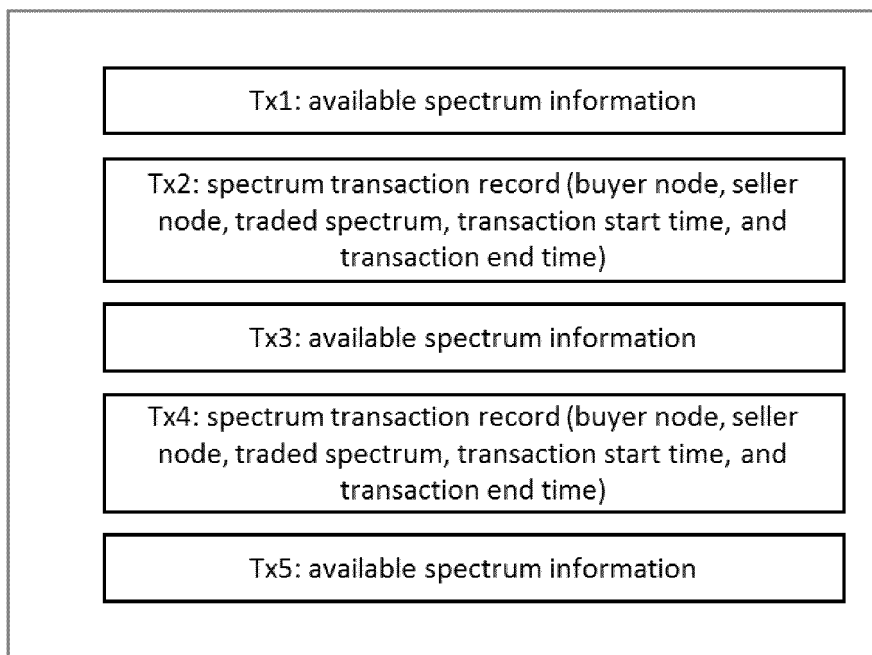 Tx1: available spectrum information
Tx2: spectrum transaction record (buyer node, seller
node, traded spectrum, transaction start time, and
transaction end time)
Tx3: available spectrum information
Tx4: spectrum transaction record (buyer node, seller
node, traded spectrum, transaction start time, and
transaction end time)
Tx5: available spectrum information